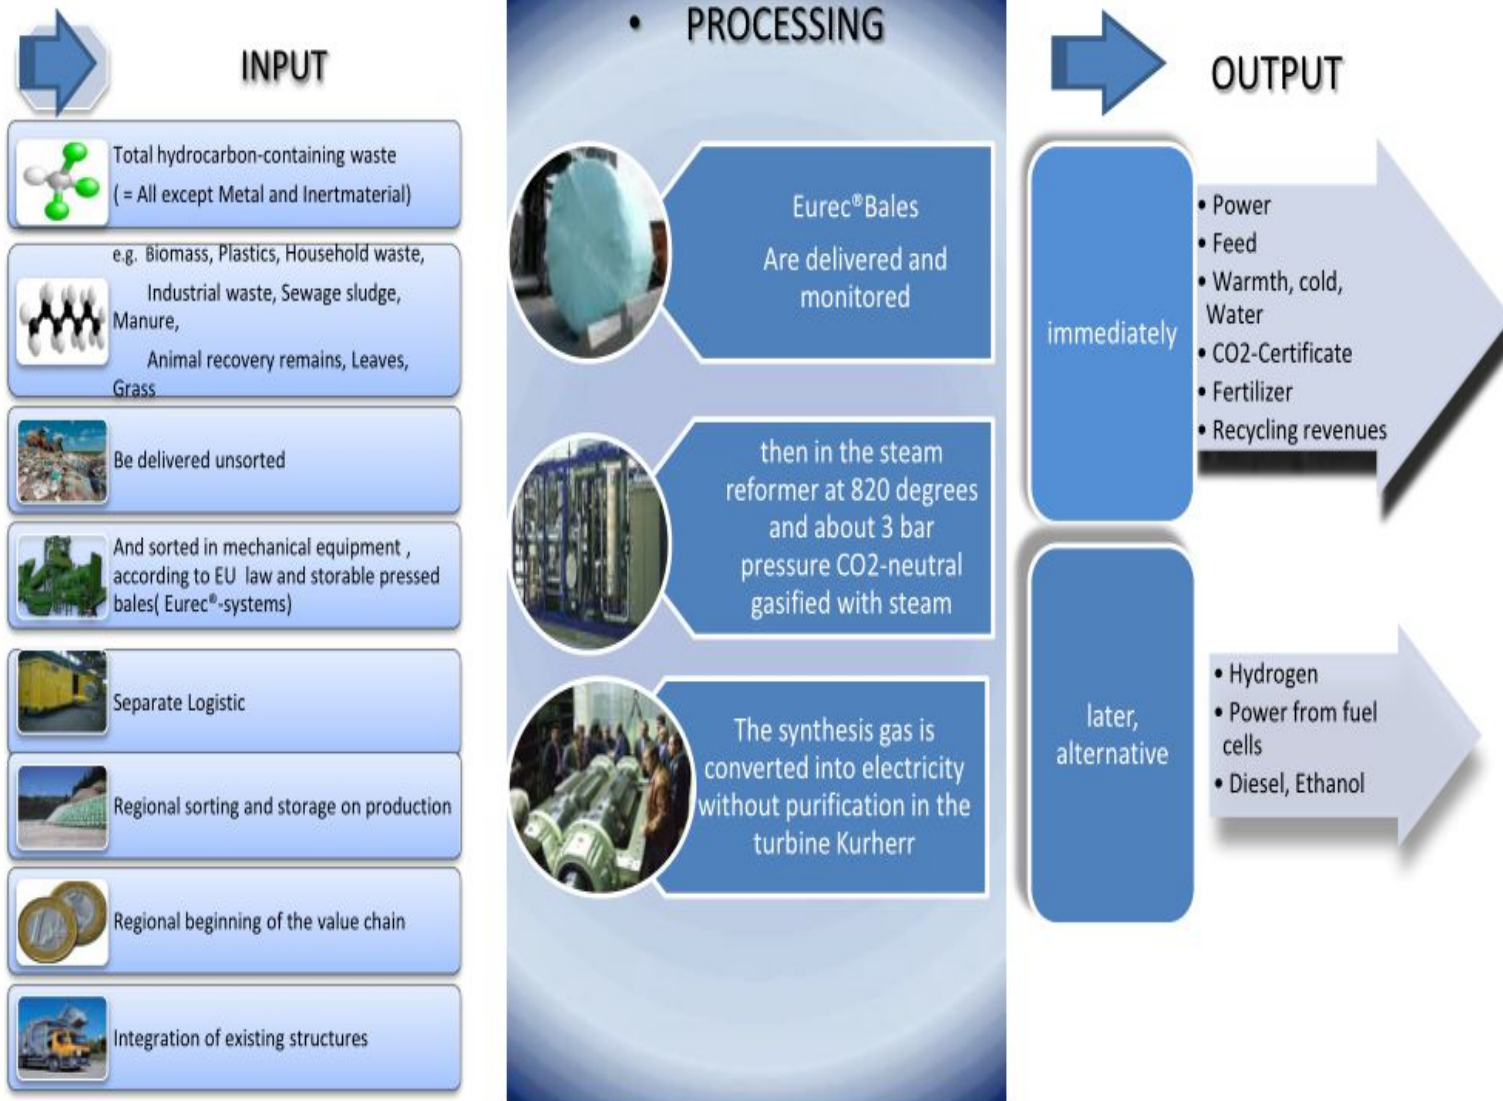 INPUT
Total hydrocarbon-containing waste
( = All except Metal and Inertmaterial)
e.g. Biomass, Plastics, Household waste,
Industrial waste, Sewage sludge,
Manure,
Animal recovery remains, Leaves,
Grass
Be delivered unsorted
And sorted in mechanical equipment ,
according to EU law and storable pressed
bales( Eurec®-systems)
Separate Logistic
Regional sorting and storage on production
Regional beginning of the value chain
Integration of existing structures
• PROCESSING
Eurec®Bales
Are delivered and
monitored
then in the steam
reformer at 820 degrees
and about 3 bar
pressure CO2-neutral
gasified with steam
The synthesis gas is
converted into electricity
without purification in the
turbine Kurherr
OUTPUT
immediately
• Power
• Feed
• Warmth, cold,
Water
• CO2-Certificate
• Fertilizer
• Recycling revenues
later,
alternative
• Hydrogen
• Power from fuel
cells
• Diesel, Ethanol